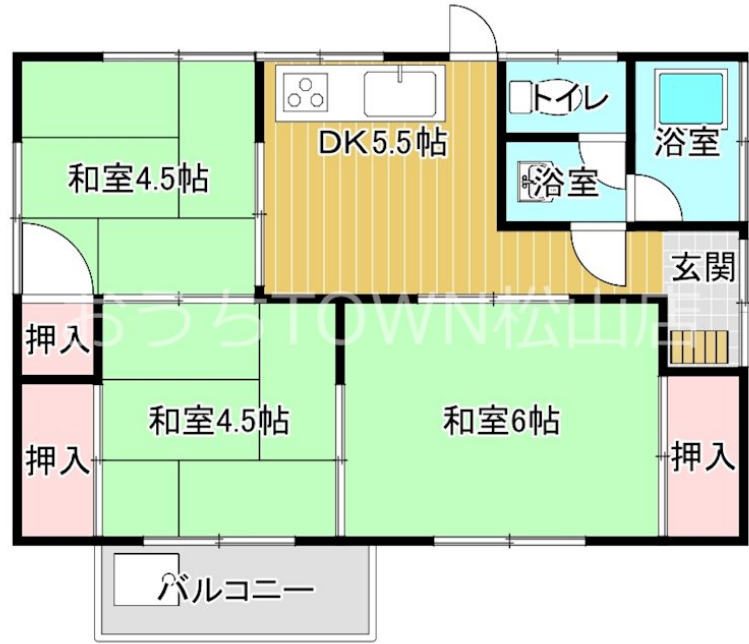 トイレ
DK5.5帖
浴室
和室4.5帖
浴室
玄関
おうちTOWN松山店
押入
和室4.5帖
和室6帖
押入
押入
バルコニー